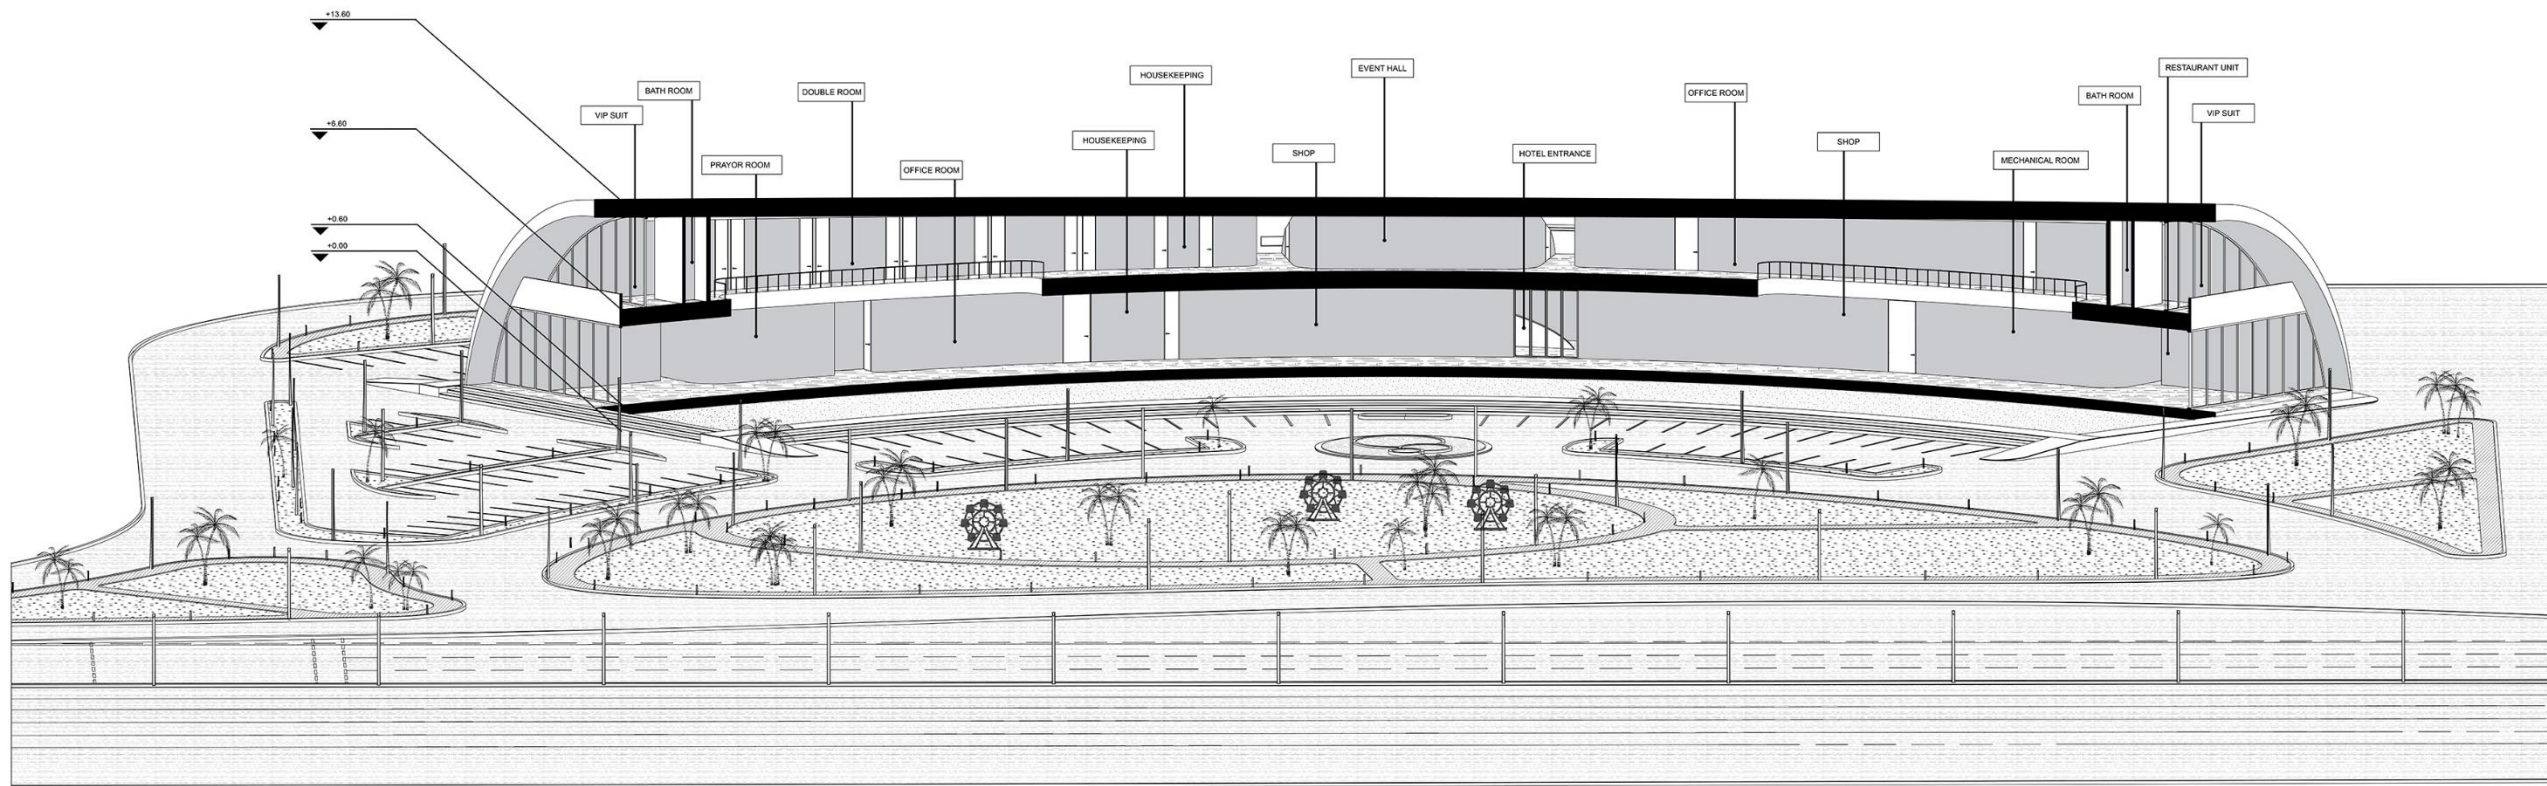 +13.60
EVENT HALL
RESTAURANT UNIT
HOUSEKEEPING
BATH ROOM
DOUBLE ROOM
OFFICE ROOM
BATH ROOM
VIP SUIT
VIP SUIT
+6.60
HOUSEKEEPING
SHOP
HOTEL ENTRANCE
SHOP
PRAYOR ROOM
OFFICE ROOM
MECHANICAL ROOM
+0.60
+0.00